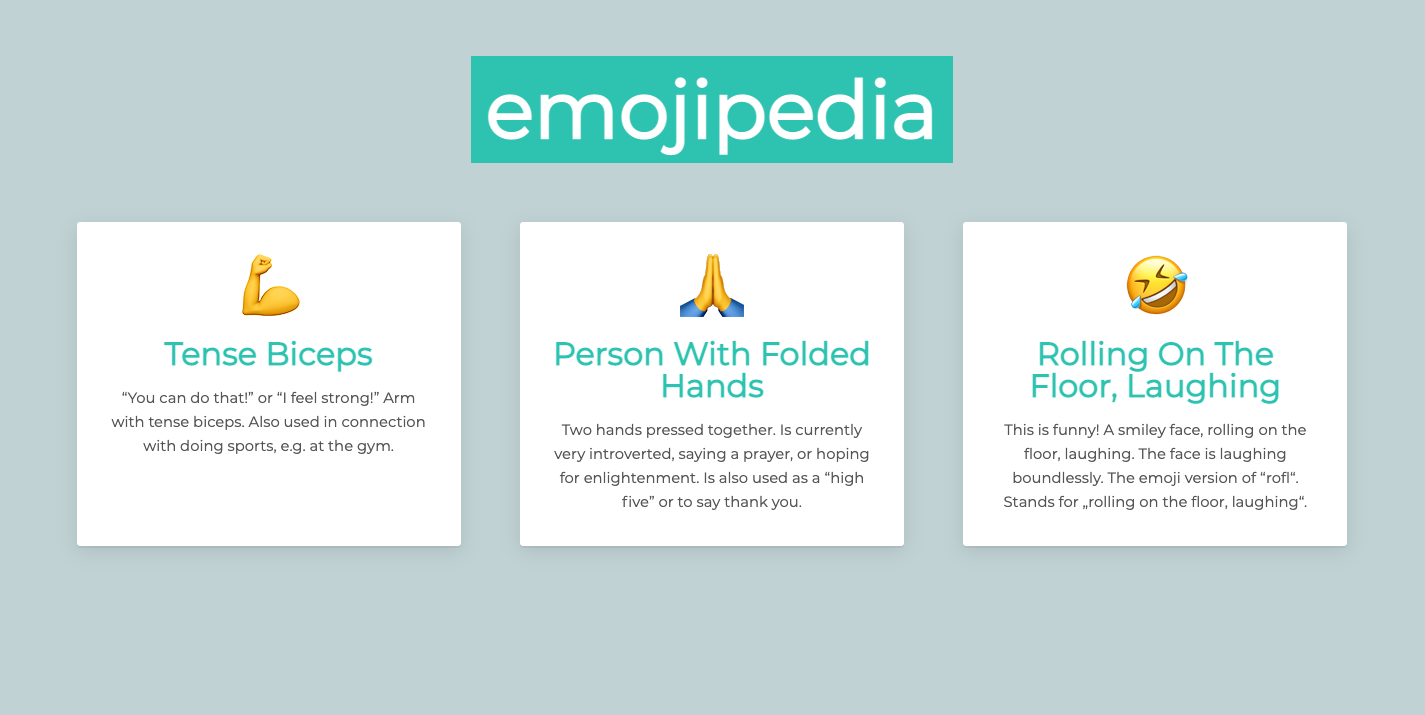 emojipedia
Tense Biceps
“You can do that!” or “I feel strong!” Arm
with tense biceps. Also used in connection
with doing sports, e.g. at the gym.
Person With Folded
Hands
Two hands pressed together. Is currently
very introverted, saying a prayer, or hoping
for enlightenment. Is also used as a “high
five” or to say thank you.
Rolling On The
Floor, Laughing
This is funny! A smiley face, rolling on the
floor, laughing. The face is laughing
boundlessly. The emoji version of “rofl“.
Stands for „rolling on the floor, laughing“.